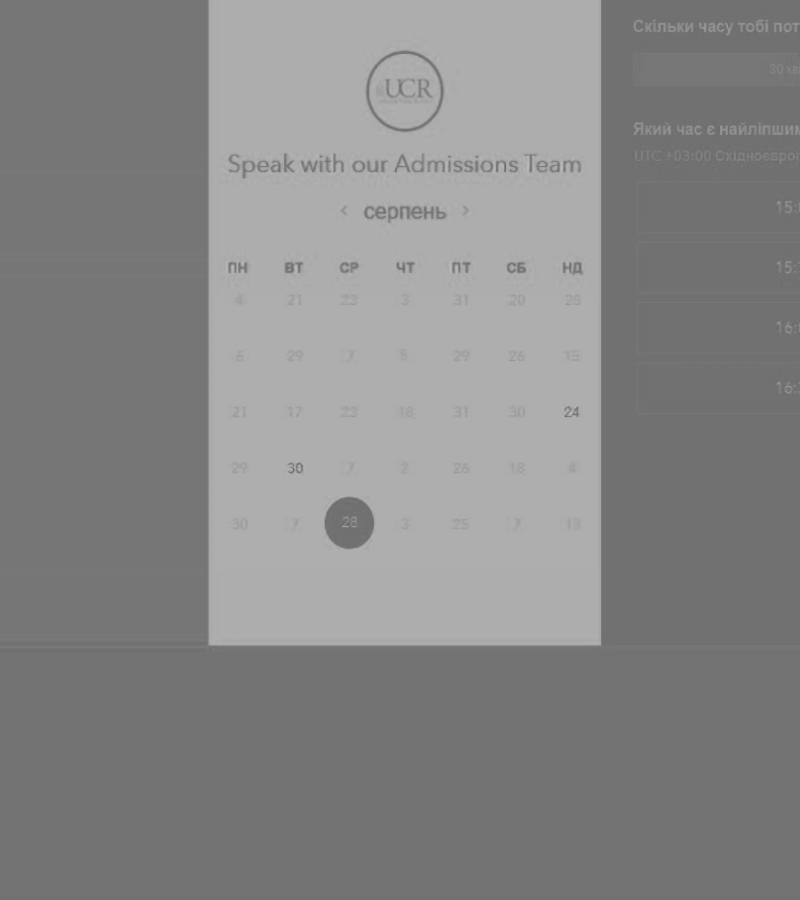 UCR
Speak with our Admissions Team
‹ серпень ›
ПН ВТ СР ЧТ ПТ СБ НД
4 21 23 3 31 20 28
6 29 7 5 29 26 15
21 17 23 18 31 30 24
29 30 7 2 26 18 4
30 7 28 3 25 7 13
Скільки часу тобі пот
30 хв
Який час є найліпшим
UTC +03:00 Східноєвроп
15:
15:
16:
16: